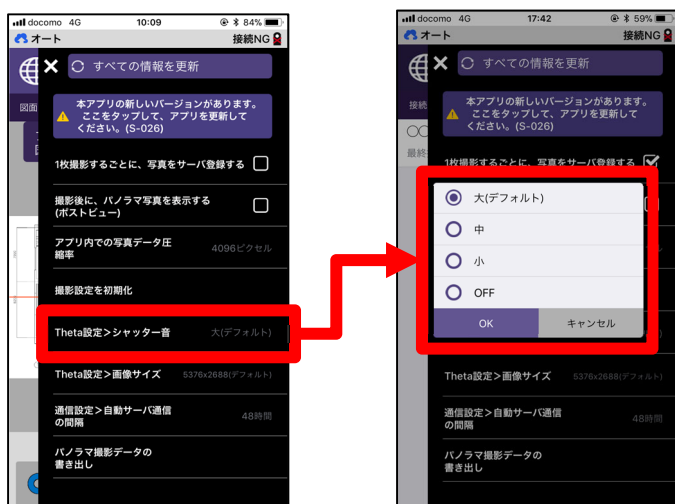 docomo 4G 10:09 84%
オート 接続NG
すべての情報を更新
図面
本アプリの新しいバージョンがあります。
ここをタップして、アプリを更新して
ください。(S-026)
1枚撮影するごとに、写真をサーバ登録する
撮影後に、パノラマ写真を表示する
(ポストビュー)
アプリ内での写真データ圧
縮率
4096ピクセル
撮影設定を初期化
Theta設定>シャッター音 大(デフォルト)
Theta設定>画像サイズ 5376x2688(デフォルト)
通信設定>自動サーバ通信
の間隔
48時間
パノラマ撮影データの
書き出し
docomo 4G 17:42 59%
オート 接続NG
すべての情報を更新
接続
本アプリの新しいバージョンがあります。
ここをタップして、アプリを更新して
ください。(S-026)
〇〇
最終
1枚撮影するごとに、写真をサーバ登録する
大(デフォルト)
中
小
OFF
OK キャンセル
Theta設定>画像サイズ 5376x2688(デフォルト)
通信設定>自動サーバ通信
の間隔
48時間
パノラマ撮影データの
書き出し